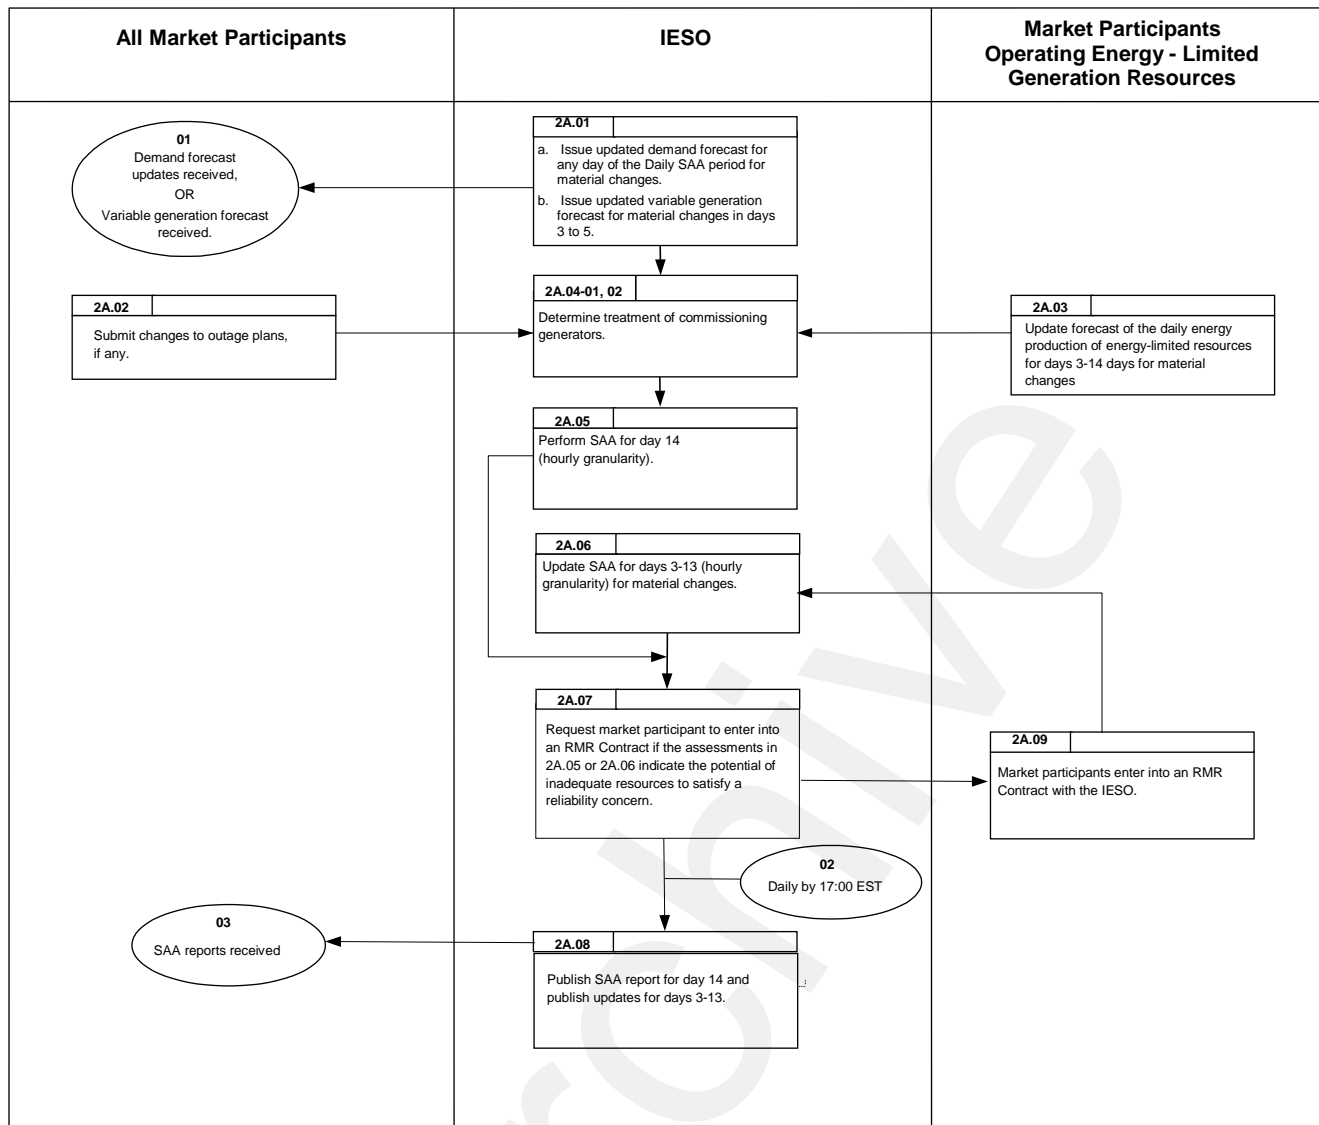 All Market Participants
IESO
Market Participants
Operating Energy - Limited
Generation Resources
01
Demand forecast
updates received,
OR
Variable generation forecast
received.
2A.01
a. Issue updated demand forecast for
any day of the Daily SAA period for
material changes.
b. Issue updated variable generation
forecast for material changes in days
3 to 5.
2A.02
Submit changes to outage plans,
if any.
2A.04-01, 02
Determine treatment of commissioning
generators.
2A.03
Update forecast of the daily energy
production of energy-limited resources
for days 3-14 days for material
changes
2A.05
Perform SAA for day 14
(hourly granularity).
2A.06
Update SAA for days 3-13 (hourly
granularity) for material changes.
2A.07
Request market participant to enter into
an RMR Contract if the assessments in
2A.05 or 2A.06 indicate the potential of
inadequate resources to satisfy a
reliability concern.
2A.09
Market participants enter into an RMR
Contract with the IESO.
02
Daily by 17:00 EST
03
SAA reports received
2A.08
Publish SAA report for day 14 and
publish updates for days 3-13.
rchive